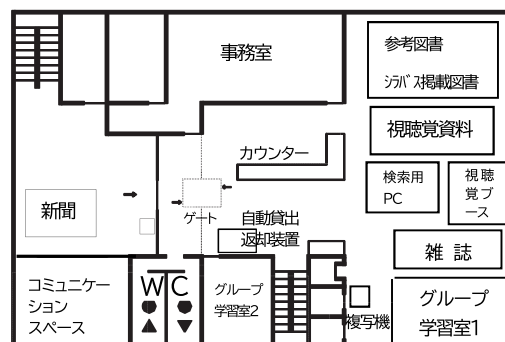 事務室
参考図書
シラバス掲載図書
視聴覚資料
カウンター
検索用
PC
視聴
覚ブ
ース
新聞
ゲート
自動貸出
返却装置
雑誌
コミュニケー
ション
スペース
WC
グループ
学習室2
複写機
グループ
学習室1